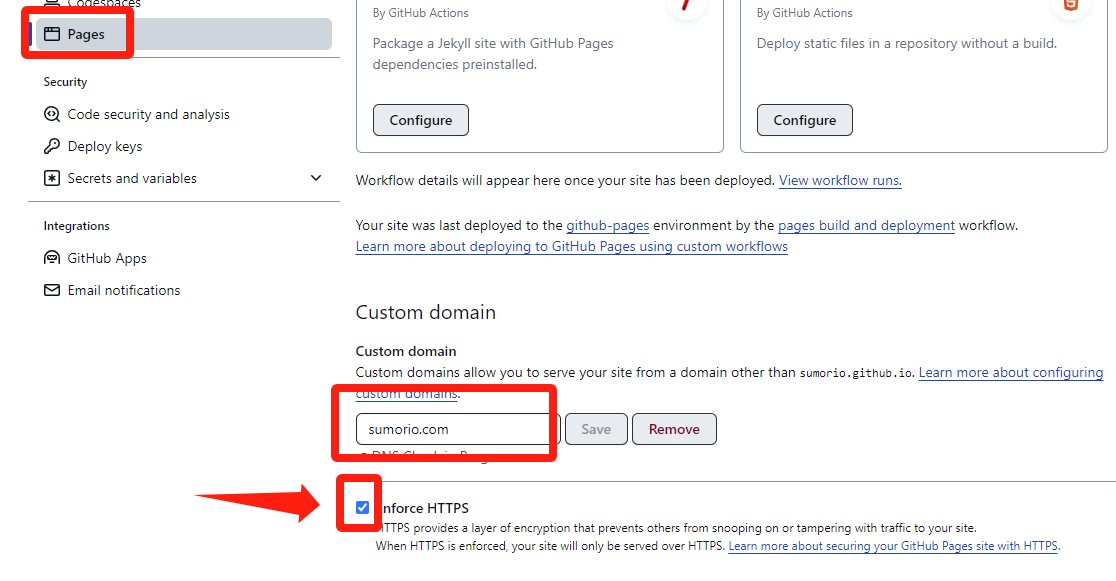 Codespaces
Pages
Security
Code security and analysis
Deploy keys
Secrets and variables
Integrations
GitHub Apps
Email notifications
By GitHub Actions
Package a Jekyll site with GitHub Pages
dependencies preinstalled.
Configure
By GitHub Actions
Deploy static files in a repository without a build.
Configure
Workflow details will appear here once your site has been deployed. View workflow runs.
Your site was last deployed to the github-pages environment by the pages build and deployment workflow.
Learn more about deploying to GitHub Pages using custom workflows
Custom domain
Custom domain
Custom domains allow you to serve your site from a domain other than sumorio.github.io. Learn more about configuring
custom domains.
sumorio.com
Save
Remove
DNS Check in
Enforce HTTPS
HTTPS provides a layer of encryption that prevents others from snooping on or tampering with traffic to your site.
When HTTPS is enforced, your site will only be served over HTTPS. Learn more about securing your GitHub Pages site with HTTPS.